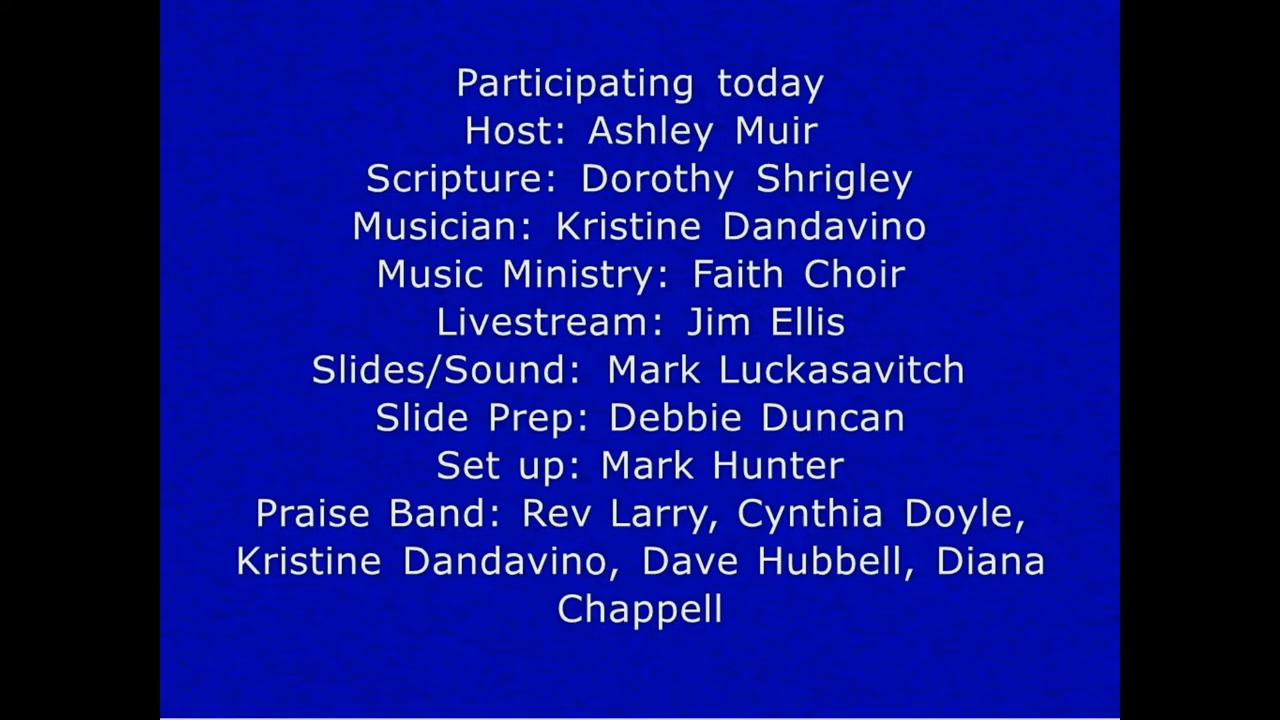 Participating today
Host: Ashley Muir
Scripture: Dorothy Shrigley
Musician: Kristine Dandavino
Music Ministry: Faith Choir
Livestream: Jim Ellis
Slides/Sound: Mark Luckasavitch
Slide Prep: Debbie Duncan
Set up: Mark Hunter
Praise Band: Rev Larry, Cynthia Doyle,
Kristine Dandavino, Dave Hubbell, Diana
Chappell